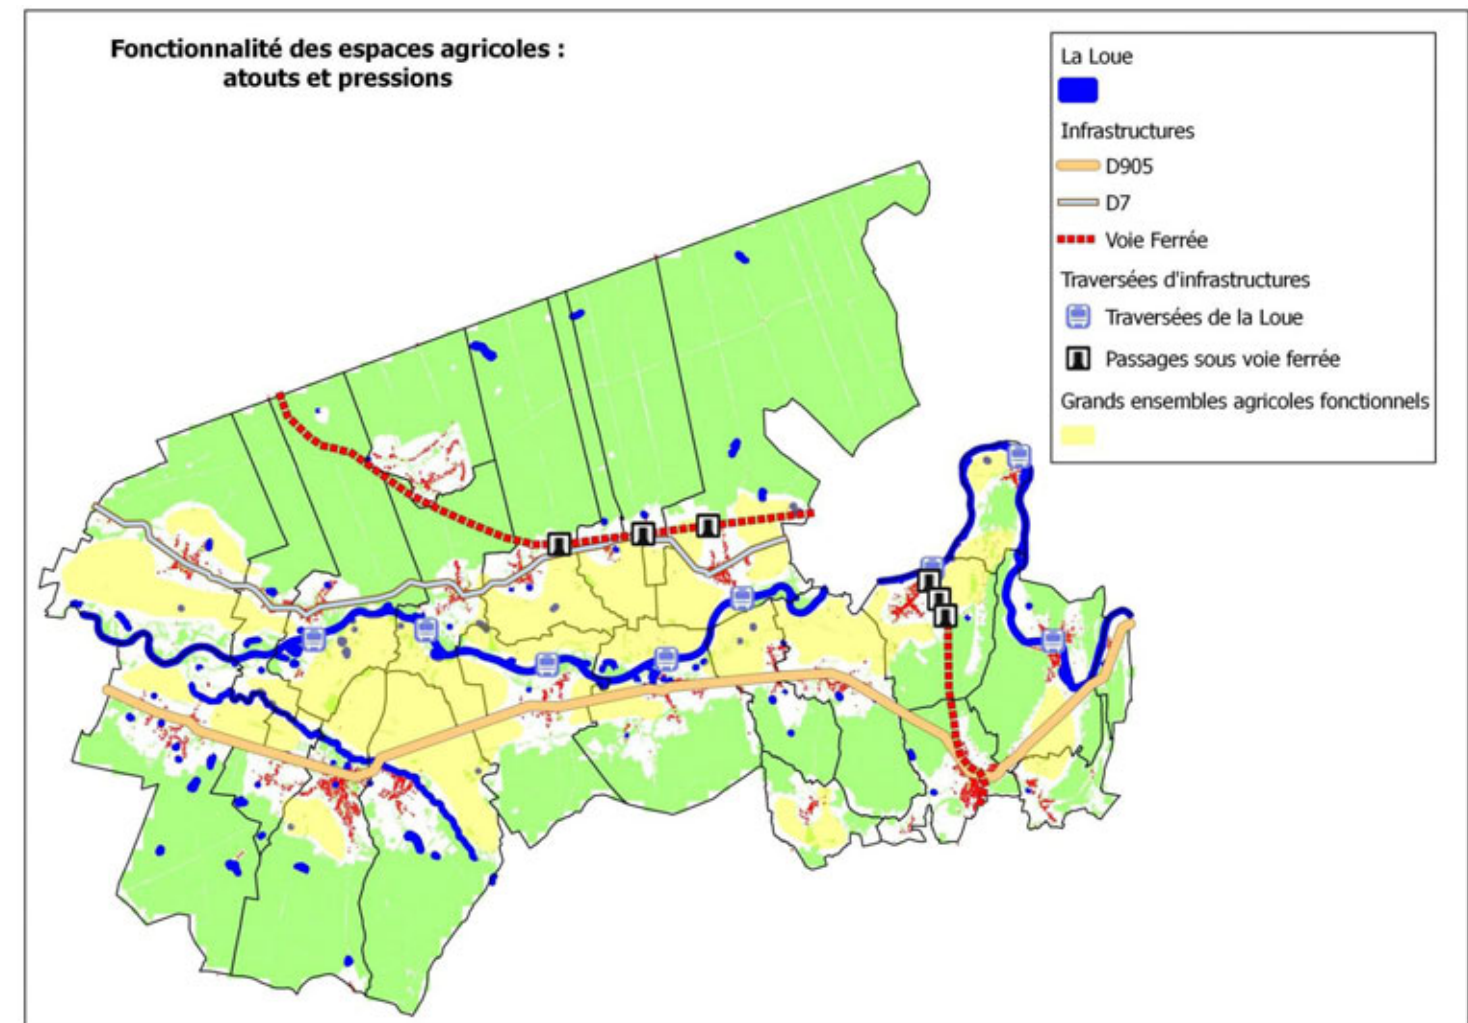 Fonctionnalité des espaces agricoles :
atouts et pressions
La Loue
Infrastructures
D905
D7
Voie Ferrée
Traversées d'infrastructures
Traversées de la Loue
Passages sous voie ferrée
Grands ensembles agricoles fonctionnels